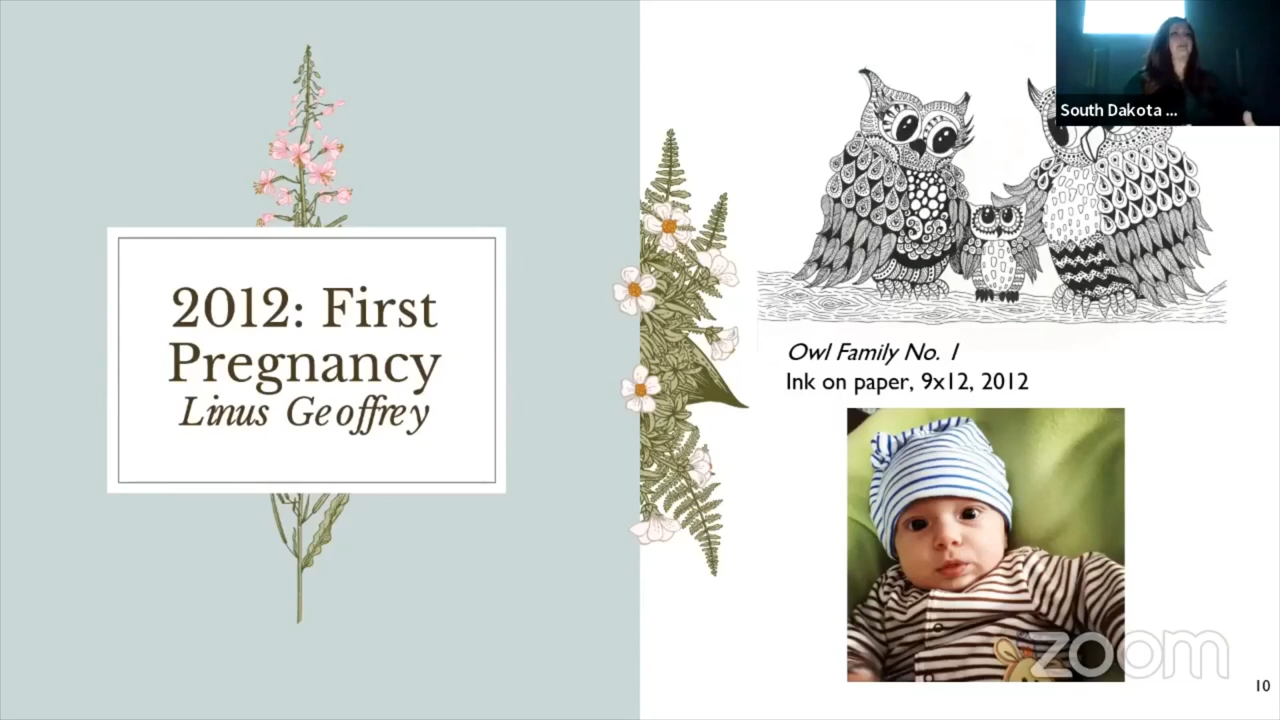 2012: First
Pregnancy
Linus Geoffrey
South Dakota ...
Owl Family No. 1
Ink on paper, 9x12, 2012
zoom
10